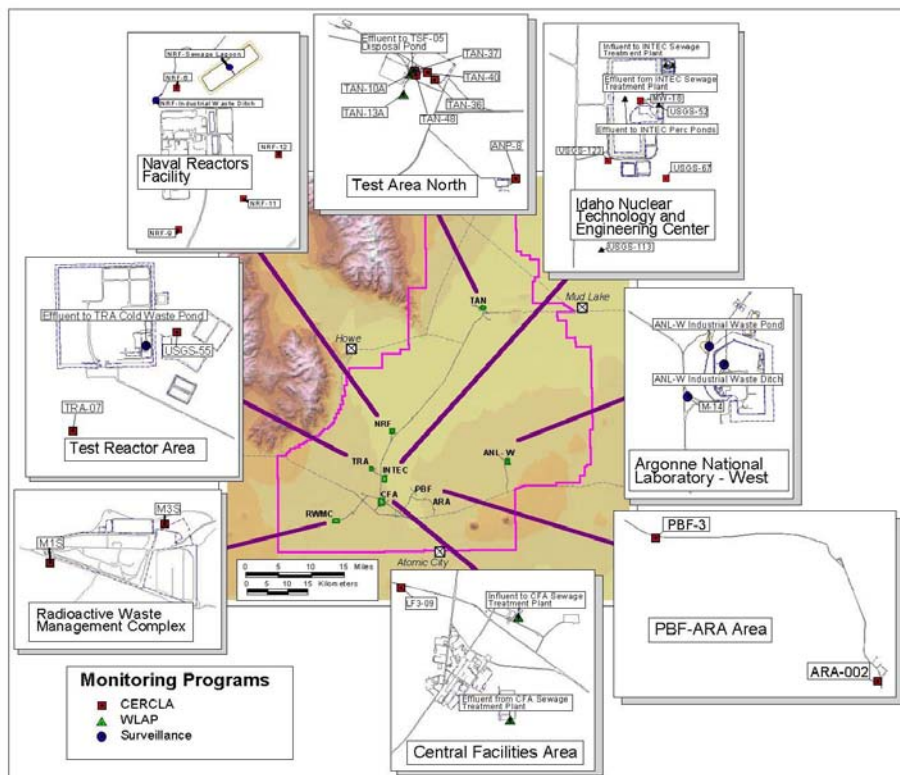 NRF-Sewage Lagoon
NRF-6
NRF-Industrial Waste Ditch
NRF-12
NRF-11
NRF-9
Naval Reactors
Facility
Effluent to TSF-05
Disposal Pond
TAN-37
TAN-40
TAN-10A
TAN-36
TAN-13A
TAN-48
ANP-8
Test Area North
Influent to INTEC Sewage
Treatment Plant
Effluent fom INTEC Sewage
Treatment Plant
MW-18
USGS-52
Effluent to INTEC Perc Ponds
USGS-123
USGS-67
Idaho Nuclear
Technology and
Engineering Center
USGS-113
Effluent to TRA Cold Waste Pond
USGS-55
TRA-07
Test Reactor Area
TAN
Mud Lake
Howe
NRF
TRA
INTEC
ANL-W
CFA
PBF
ARA
RWMC
Atomic City
0 5 10 15 Miles
0 5 10 15 Kilometers
ANL-W Industrial Waste Pond
ANL-W Industrial Waste Ditch
M-14
Argonne National
Laboratory - West
M3S
M1S
Radioactive Waste
Management Complex
PBF-3
PBF-ARA Area
ARA-002
LF3-09
Influent to CFA Sewage
Treatment Plant
Effluent from CFA Sewage
Treatment Plant
Central Facilities Area
Monitoring Programs
CERCLA
WLAP
Surveillance